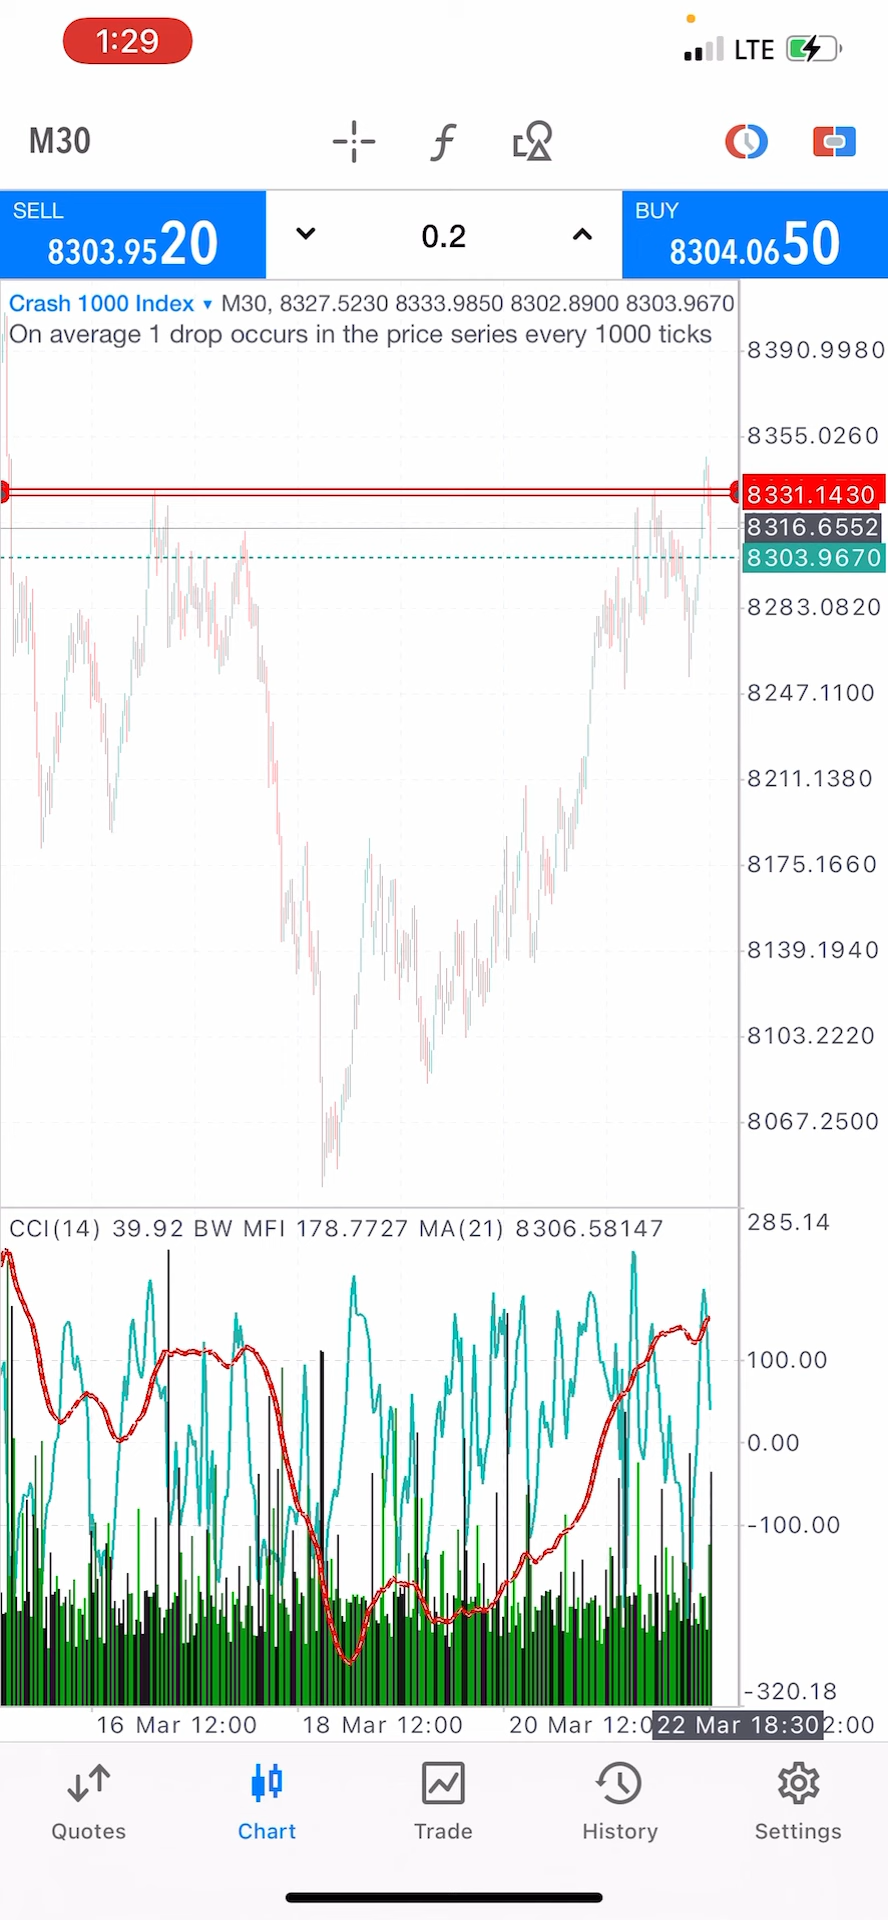 1:29
LTE
M30
SELL
8303.9520
0.2
BUY
8304.0650
Crash 1000 Index ▾ M30, 8327.5230 8333.9850 8302.8900 8303.9670
On average 1 drop occurs in the price series every 1000 ticks
8390.9980
8355.0260
8331.1430
8316.6552
8303.9670
8283.0820
8247.1100
8211.1380
8175.1660
8139.1940
8103.2220
8067.2500
CCI(14) 39.92 BW MFI 178.7727 MA(21) 8306.58147
285.14
100.00
0.00
-100.00
-320.18
16 Mar 12:00 18 Mar 12:00 20 Mar 12:0 22 Mar 18:30 2:00
Quotes Chart Trade History Settings